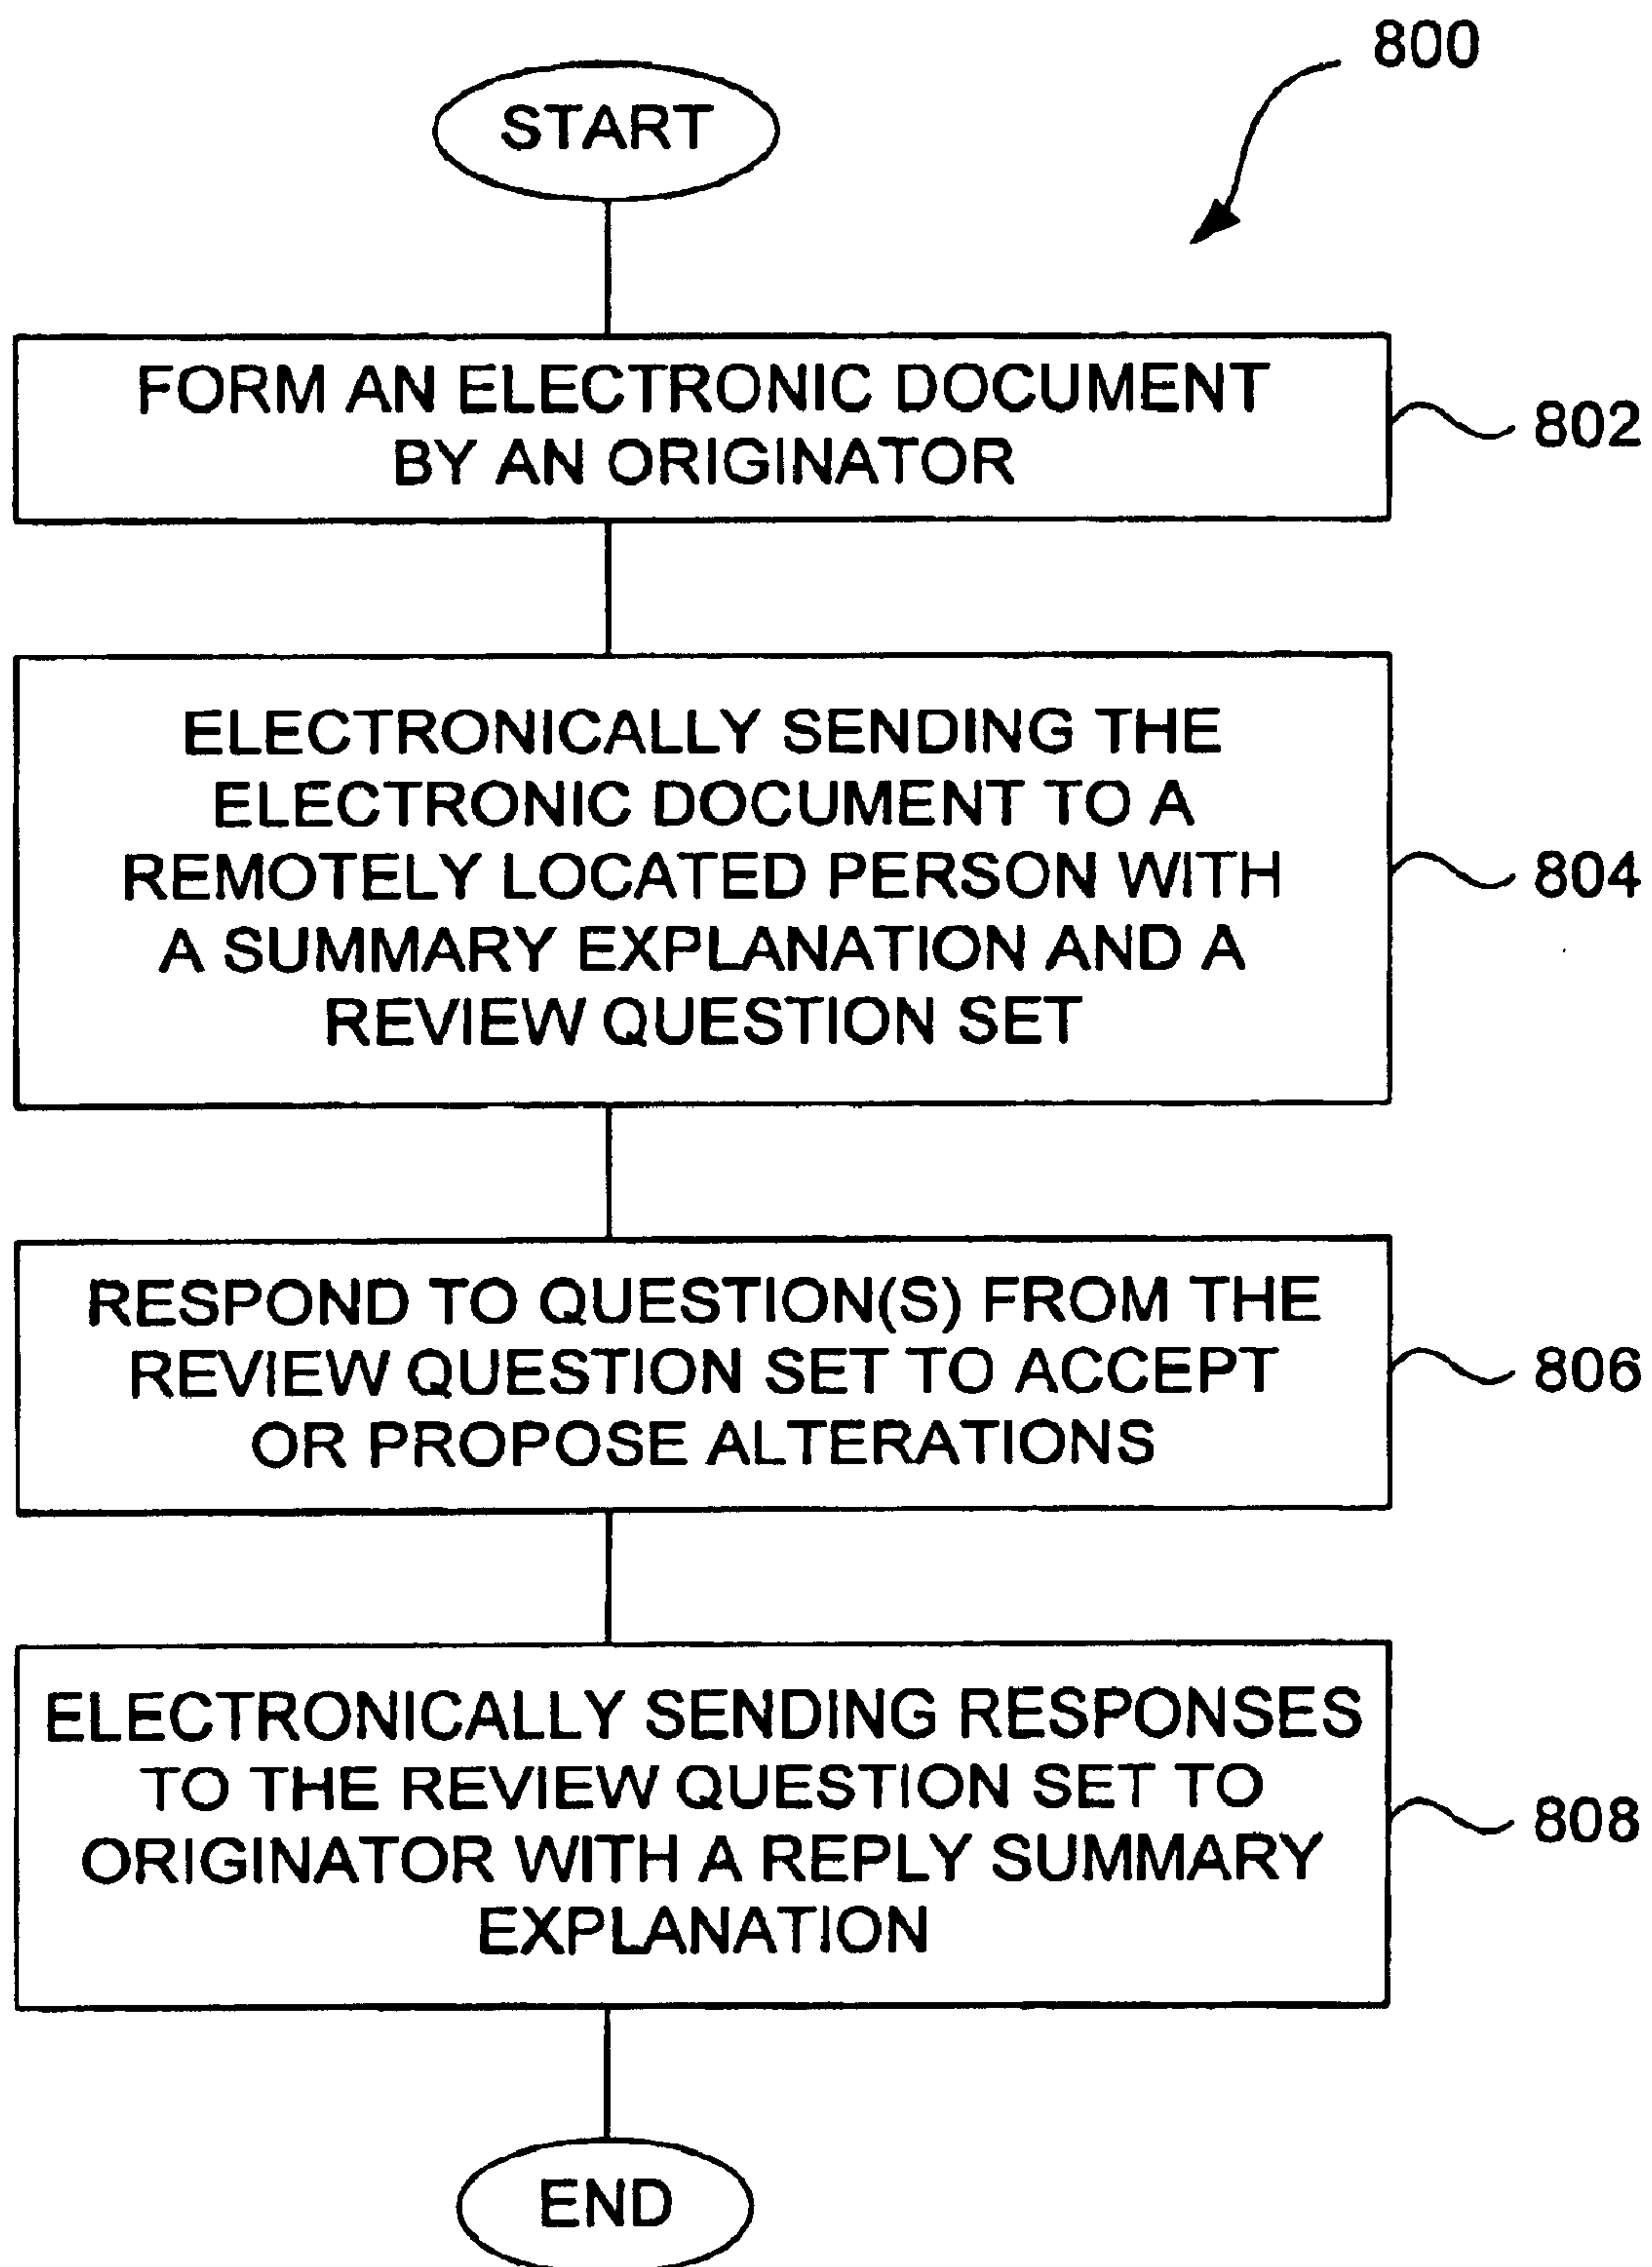 800
START
FORM AN ELECTRONIC DOCUMENT
BY AN ORIGINATOR
802
ELECTRONICALLY SENDING THE
ELECTRONIC DOCUMENT TO A
REMOTELY LOCATED PERSON WITH
A SUMMARY EXPLANATION AND A
REVIEW QUESTION SET
804
RESPOND TO QUESTION(S) FROM THE
REVIEW QUESTION SET TO ACCEPT
OR PROPOSE ALTERATIONS
806
ELECTRONICALLY SENDING RESPONSES
TO THE REVIEW QUESTION SET TO
ORIGINATOR WITH A REPLY SUMMARY
EXPLANATION
808
END